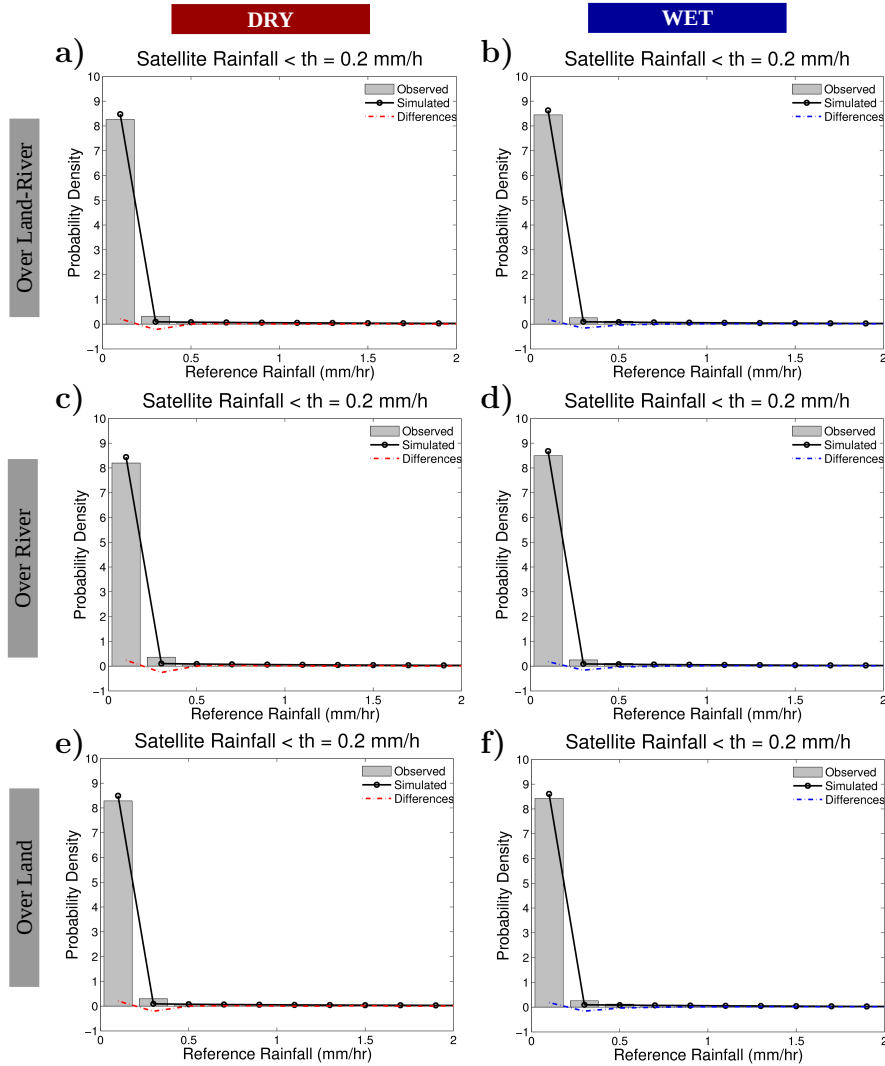 DRY
WET
a)
Satellite Rainfall < th = 0.2 mm/h
10
9
8
7
6
5
4
3
2
1
0
−1
0
0.5
1
1.5
2
Probability Density
Reference Rainfall (mm/hr)
Observed
Simulated
Differences
b)
Satellite Rainfall < th = 0.2 mm/h
10
9
8
7
6
5
4
3
2
1
0
−1
0
0.5
1
1.5
2
Probability Density
Reference Rainfall (mm/hr)
Observed
Simulated
Differences
Over Land-River
c)
Satellite Rainfall < th = 0.2 mm/h
10
9
8
7
6
5
4
3
2
1
0
−1
0
0.5
1
1.5
2
Probability Density
Reference Rainfall (mm/hr)
Observed
Simulated
Differences
d)
Satellite Rainfall < th = 0.2 mm/h
10
9
8
7
6
5
4
3
2
1
0
−1
0
0.5
1
1.5
2
Probability Density
Reference Rainfall (mm/hr)
Observed
Simulated
Differences
Over River
e)
Satellite Rainfall < th = 0.2 mm/h
10
9
8
7
6
5
4
3
2
1
0
−1
0
0.5
1
1.5
2
Probability Density
Reference Rainfall (mm/hr)
Observed
Simulated
Differences
f)
Satellite Rainfall < th = 0.2 mm/h
10
9
8
7
6
5
4
3
2
1
0
−1
0
0.5
1
1.5
2
Probability Density
Reference Rainfall (mm/hr)
Observed
Simulated
Differences
Over Land